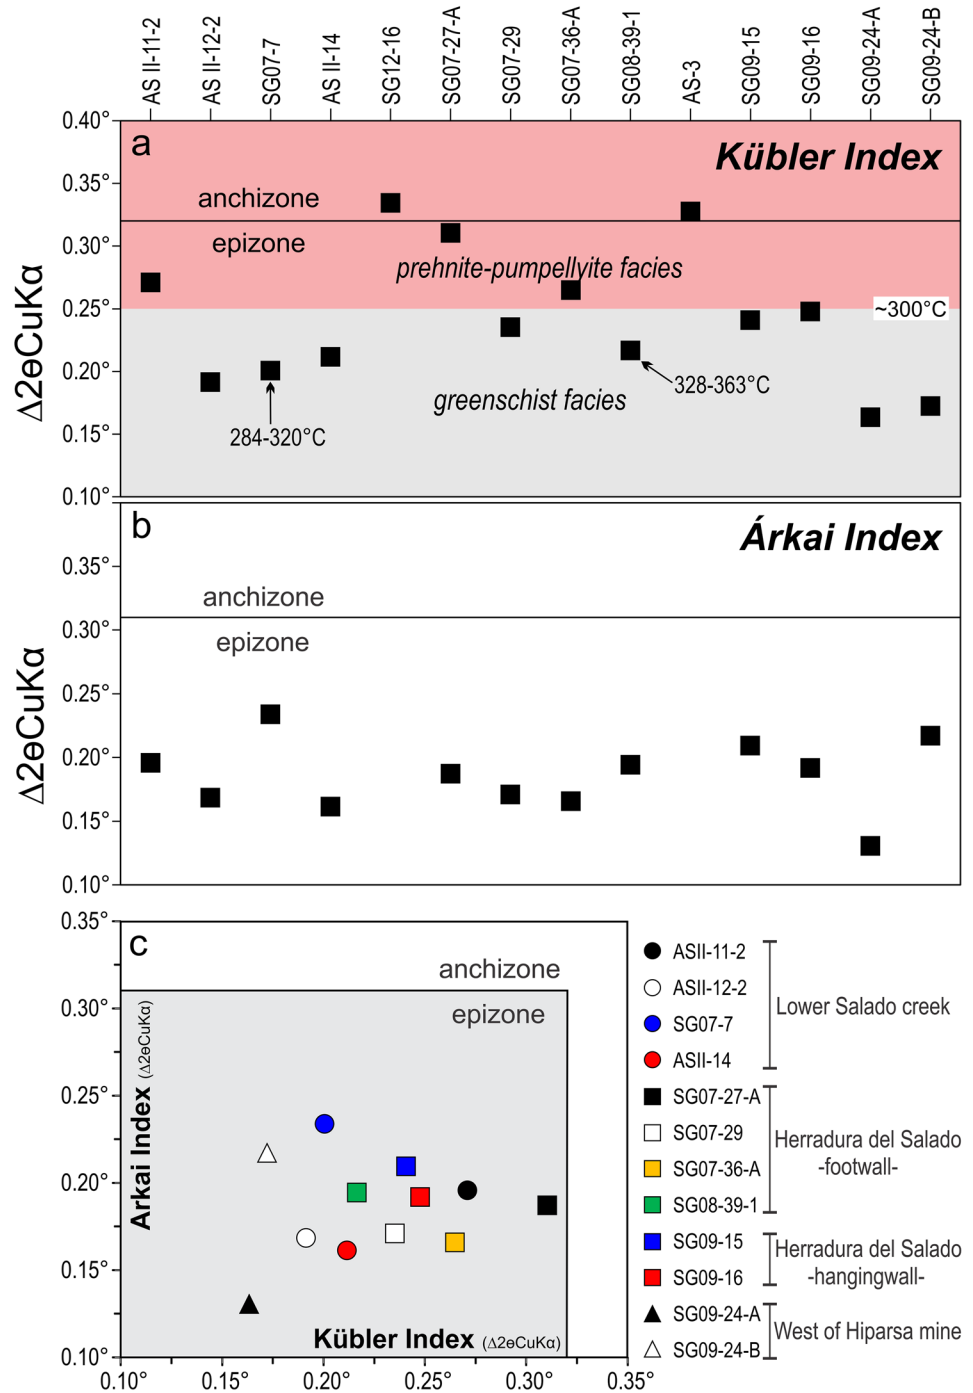 AS II-11-2
AS II-12-2
SG07-7
AS II-14
SG12-16
SG07-27-A
SG07-29
SG07-36-A
SG08-39-1
AS-3
SG09-15
SG09-16
SG09-24-A
SG09-24-B
0.40°
a
Kübler Index
0.35°
anchizone
epizone
0.30°
prehnite-pumpellyite facies
0.25°
~300°C
0.20°
328-363°C
greenschist facies
284-320°C
0.15°
0.10°
Δ2ɵCuKα
b
Árkai Index
0.35°
anchizone
0.30°
epizone
0.25°
0.20°
0.15°
0.10°
Δ2ɵCuKα
0.35°
c
anchizone
0.30°
epizone
0.25°
0.20°
0.15°
0.10°
Arkai Index (Δ2ɵCuKα)
Kübler Index (Δ2ɵCuKα)
0.10°
0.15°
0.20°
0.25°
0.30°
0.35°
ASII-11-2
ASII-12-2
SG07-7
ASII-14
Lower Salado creek
SG07-27-A
SG07-29
SG07-36-A
SG08-39-1
Herradura del Salado
-footwall-
SG09-15
SG09-16
Herradura del Salado
-hangingwall-
SG09-24-A
SG09-24-B
West of Hiparsa mine